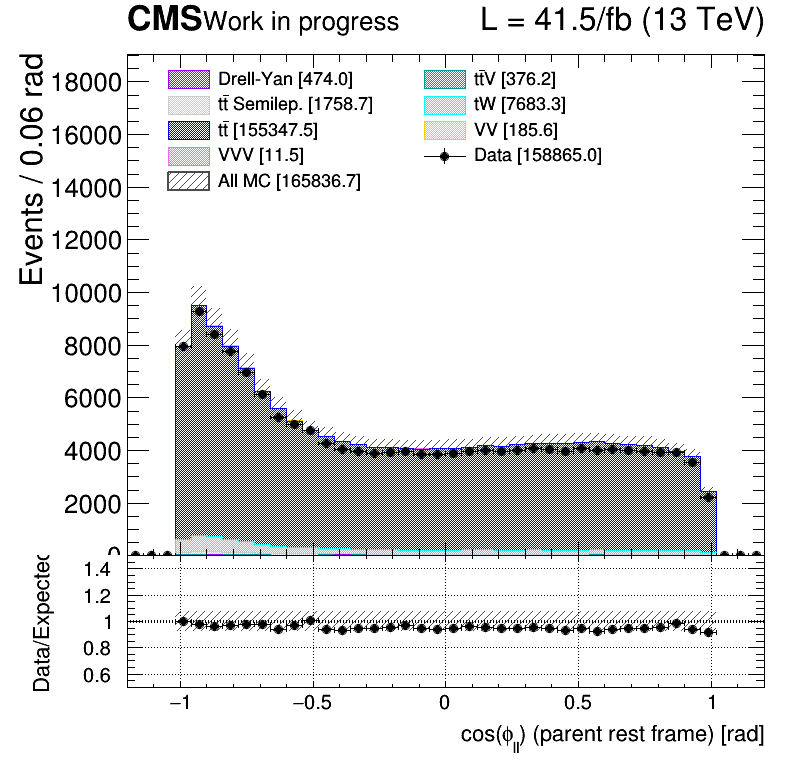 CMS Work in progress L = 41.5/fb (13 TeV)
Events / 0.06 rad
18000
16000
14000
12000
10000
8000
6000
4000
2000
0
Drell-Yan [474.0]
tt̄ Semilep. [1758.7]
tt̄ [155347.5]
VVV [11.5]
All MC [165836.7]
tt̄V [376.2]
tW [7683.3]
VV [185.6]
Data [158865.0]
Data/Expected
1.4
1.2
1
0.8
0.6
−1 −0.5 0 0.5 1
cos(ϕ_ll) (parent rest frame) [rad]